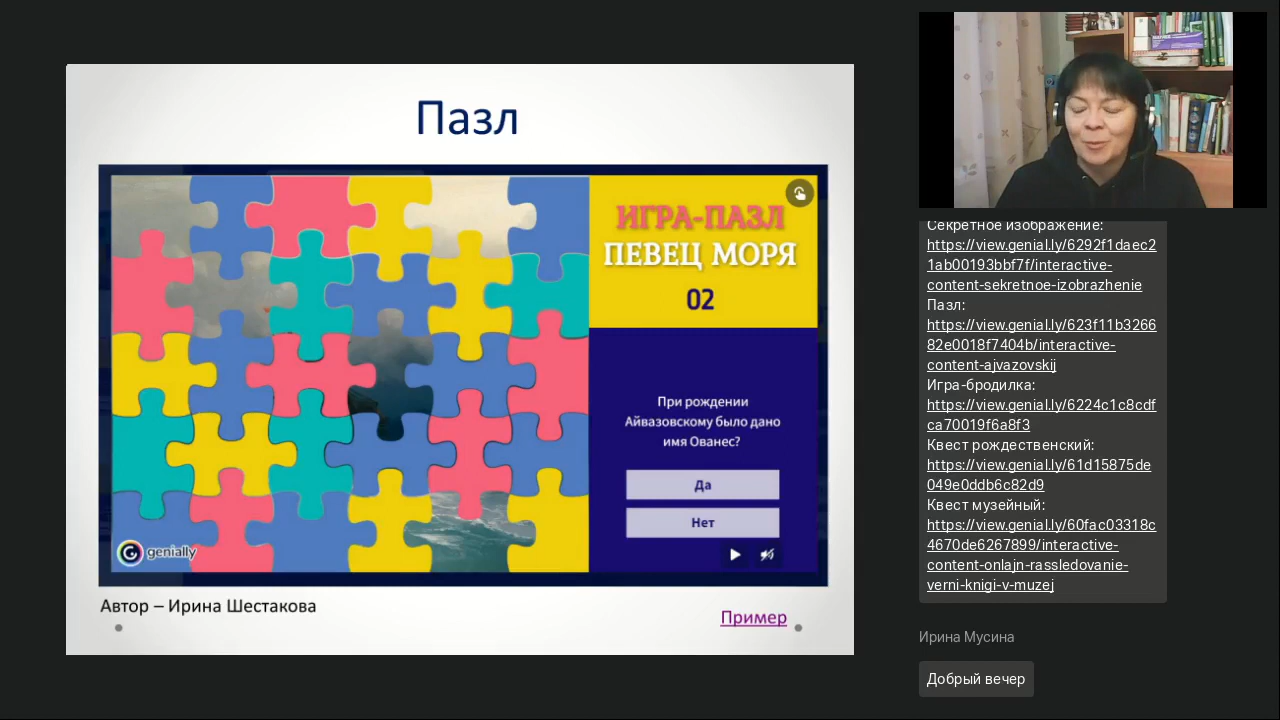 Пазл
ИГРА-ПАЗЛ
ПЕВЕЦ МОРЯ
02
При рождении
Айвазовскому было дано
имя Ованес?
Да
Нет
genially
Автор – Ирина Шестакова
Пример
Секретное изображение:
https://view.genial.ly/6292f1daec2
1ab00193bbf7f/interactive-
content-sekretnoe-izobrazhenie
Пазл:
https://view.genial.ly/623f11b3266
82e0018f7404b/interactive-
content-ajvazovskij
Игра-бродилка:
https://view.genial.ly/6224c1c8cdf
ca70019f6a8f3
Квест рождественский:
https://view.genial.ly/61d15875de
049e0ddb6c82d9
Квест музейный:
https://view.genial.ly/60fac03318c
4670de6267899/interactive-
content-onlajn-rassledovanie-
verni-knigi-v-muzej
Ирина Мусина
Добрый вечер